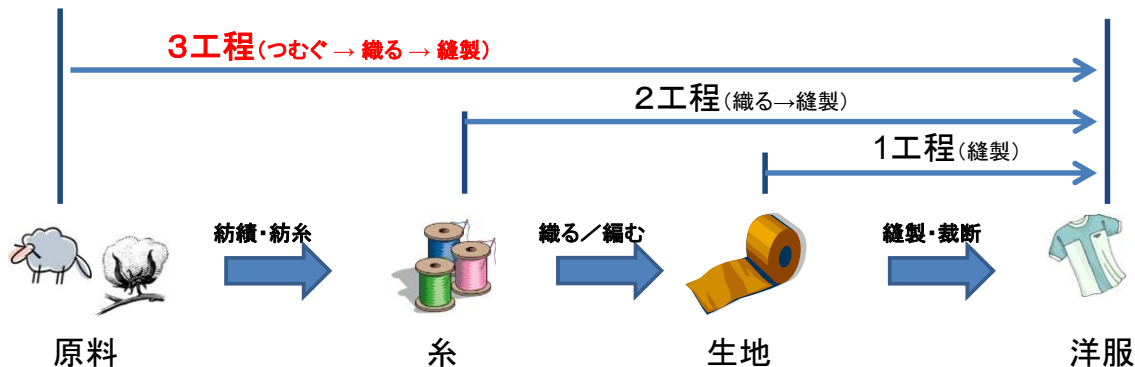 3工程(つむぐ → 織る → 縫製)
2工程(織る→縫製)
1工程(縫製)
紡績・紡糸
織る/編む
縫製・裁断
原料
糸
生地
洋服